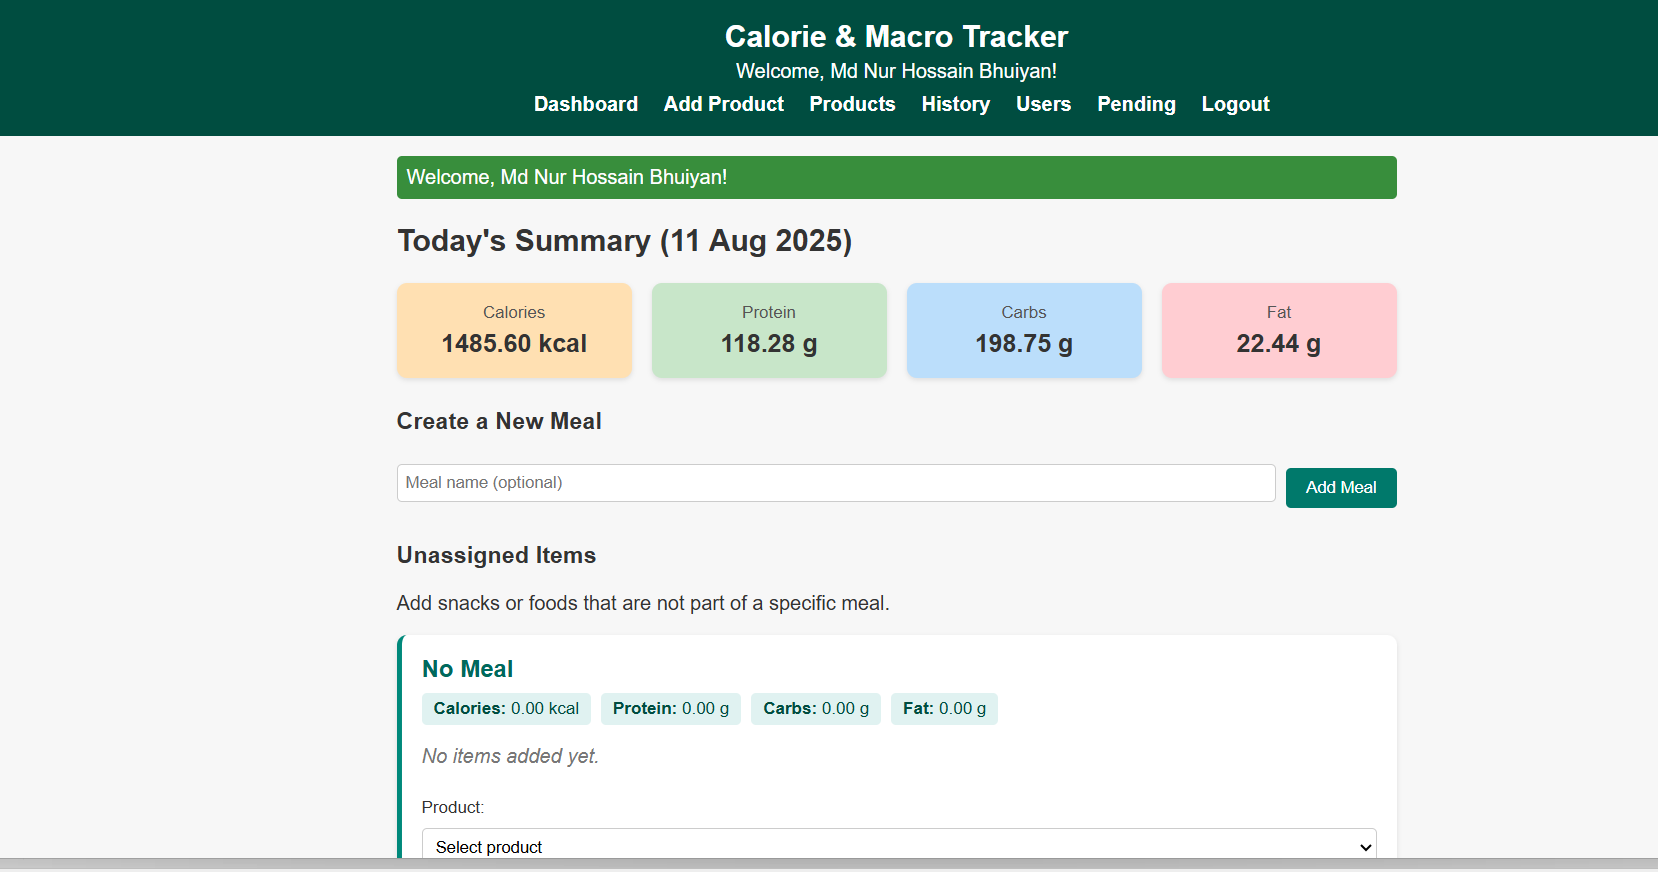 Calorie & Macro Tracker
Welcome, Md Nur Hossain Bhuiyan!
Dashboard Add Product Products History Users Pending Logout
Welcome, Md Nur Hossain Bhuiyan!
Today's Summary (11 Aug 2025)
Calories Protein Carbs Fat
1485.60 kcal 118.28 g 198.75 g 22.44 g
Create a New Meal
Meal name (optional) Add Meal
Unassigned Items
Add snacks or foods that are not part of a specific meal.
No Meal
Calories: 0.00 kcal Protein: 0.00 g Carbs: 0.00 g Fat: 0.00 g
No items added yet.
Product:
Select product